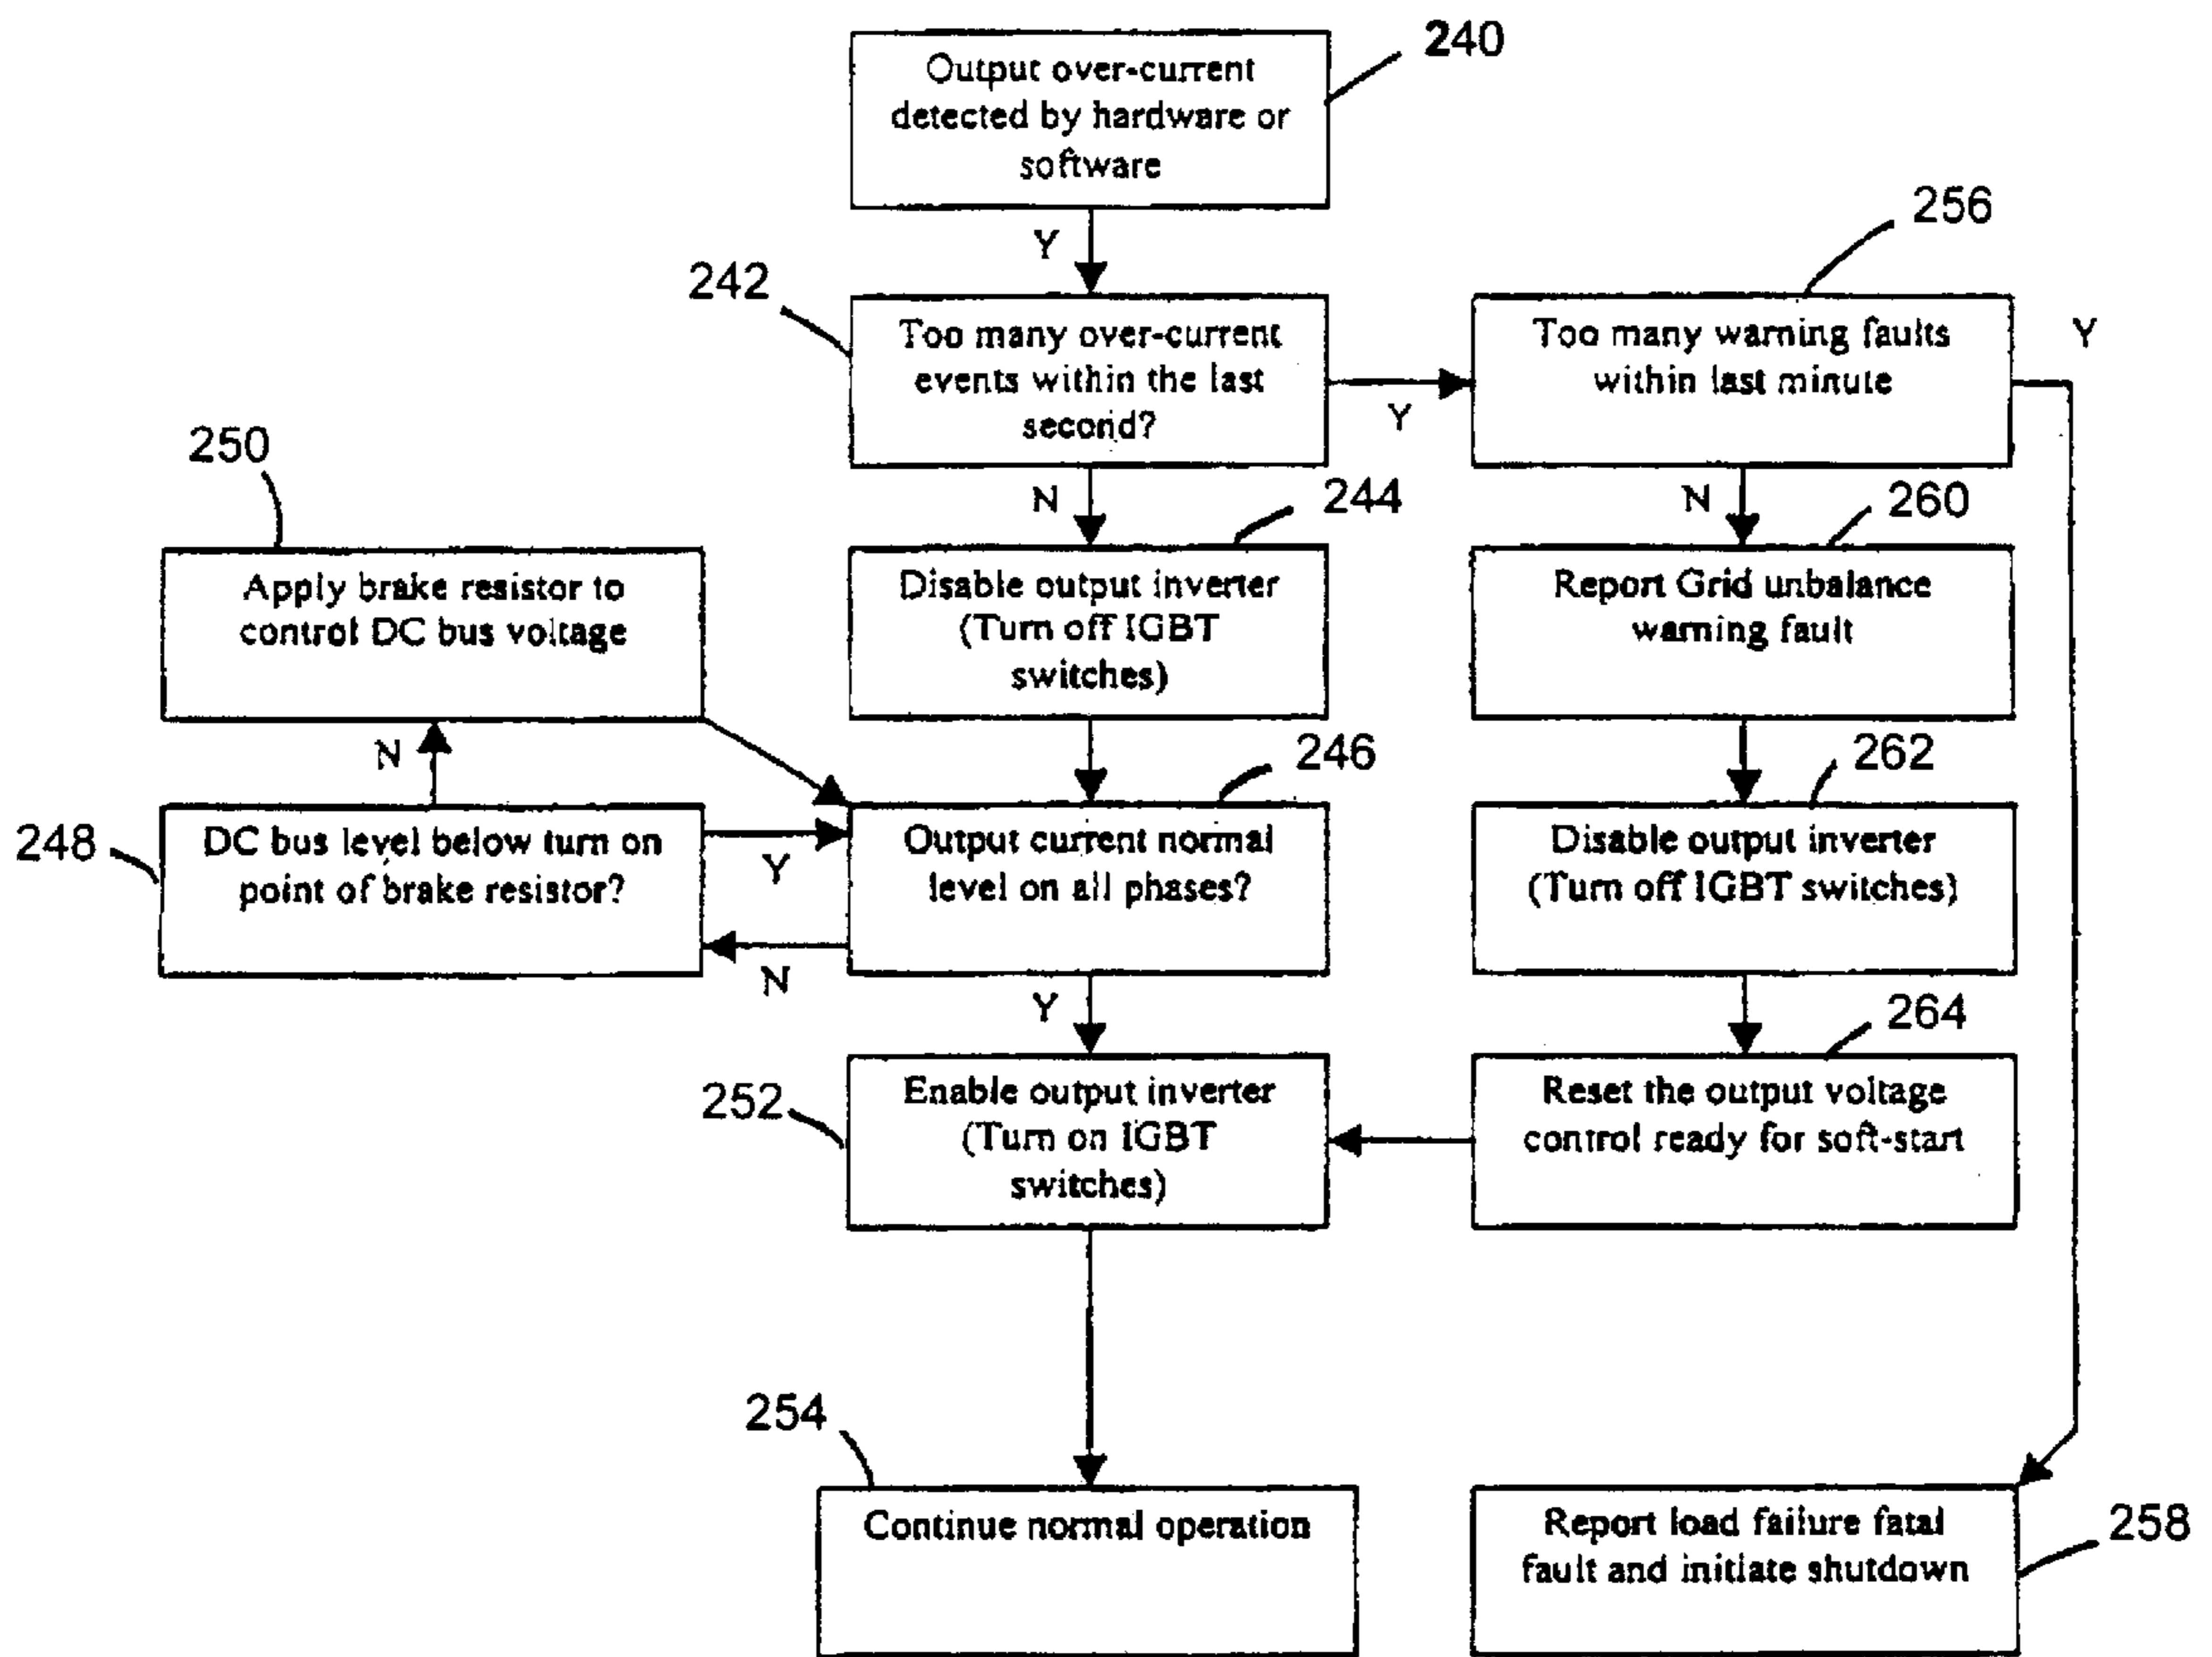 240
Output over-current
detected by hardware or
software
Y
256
242
Too many over-current
events within the last
second?
Y
Too many warning faults
within last minute
Y
250
N
244
N
260
Apply brake resistor to
control DC bus voltage
Disable output inverter
(Turn off IGBT
switches)
Report Grid unbalance
warning fault
N
246
262
248
DC bus level below turn on
point of brake resistor?
Y
N
Output current normal
level on all phases?
Disable output inverter
(Turn off IGBT switches)
Y
264
252
Enable output inverter
(Turn on IGBT
switches)
Reset the output voltage
control ready for soft-start
254
Continue normal operation
Report load failure fatal
fault and initiate shutdown
258